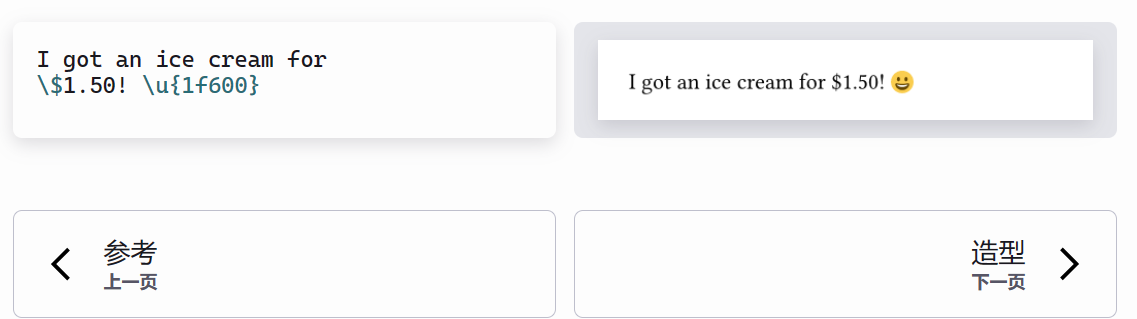 I got an ice cream for
\$1.50! \u{1f600}
I got an ice cream for $1.50! 😀
参考
上一页
造型
下一页